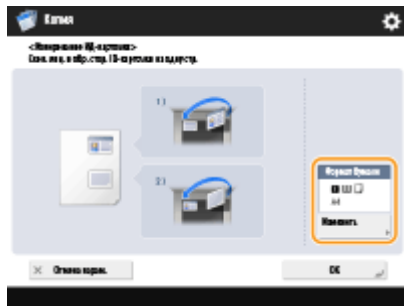 Копия
<Копирование ИД-карточки>
Скан. лиц. и обр. стор. ID-карточки на одну стр.
1)
2)
Формат бумаги
A4
Изменить
Отмена парам.
OK